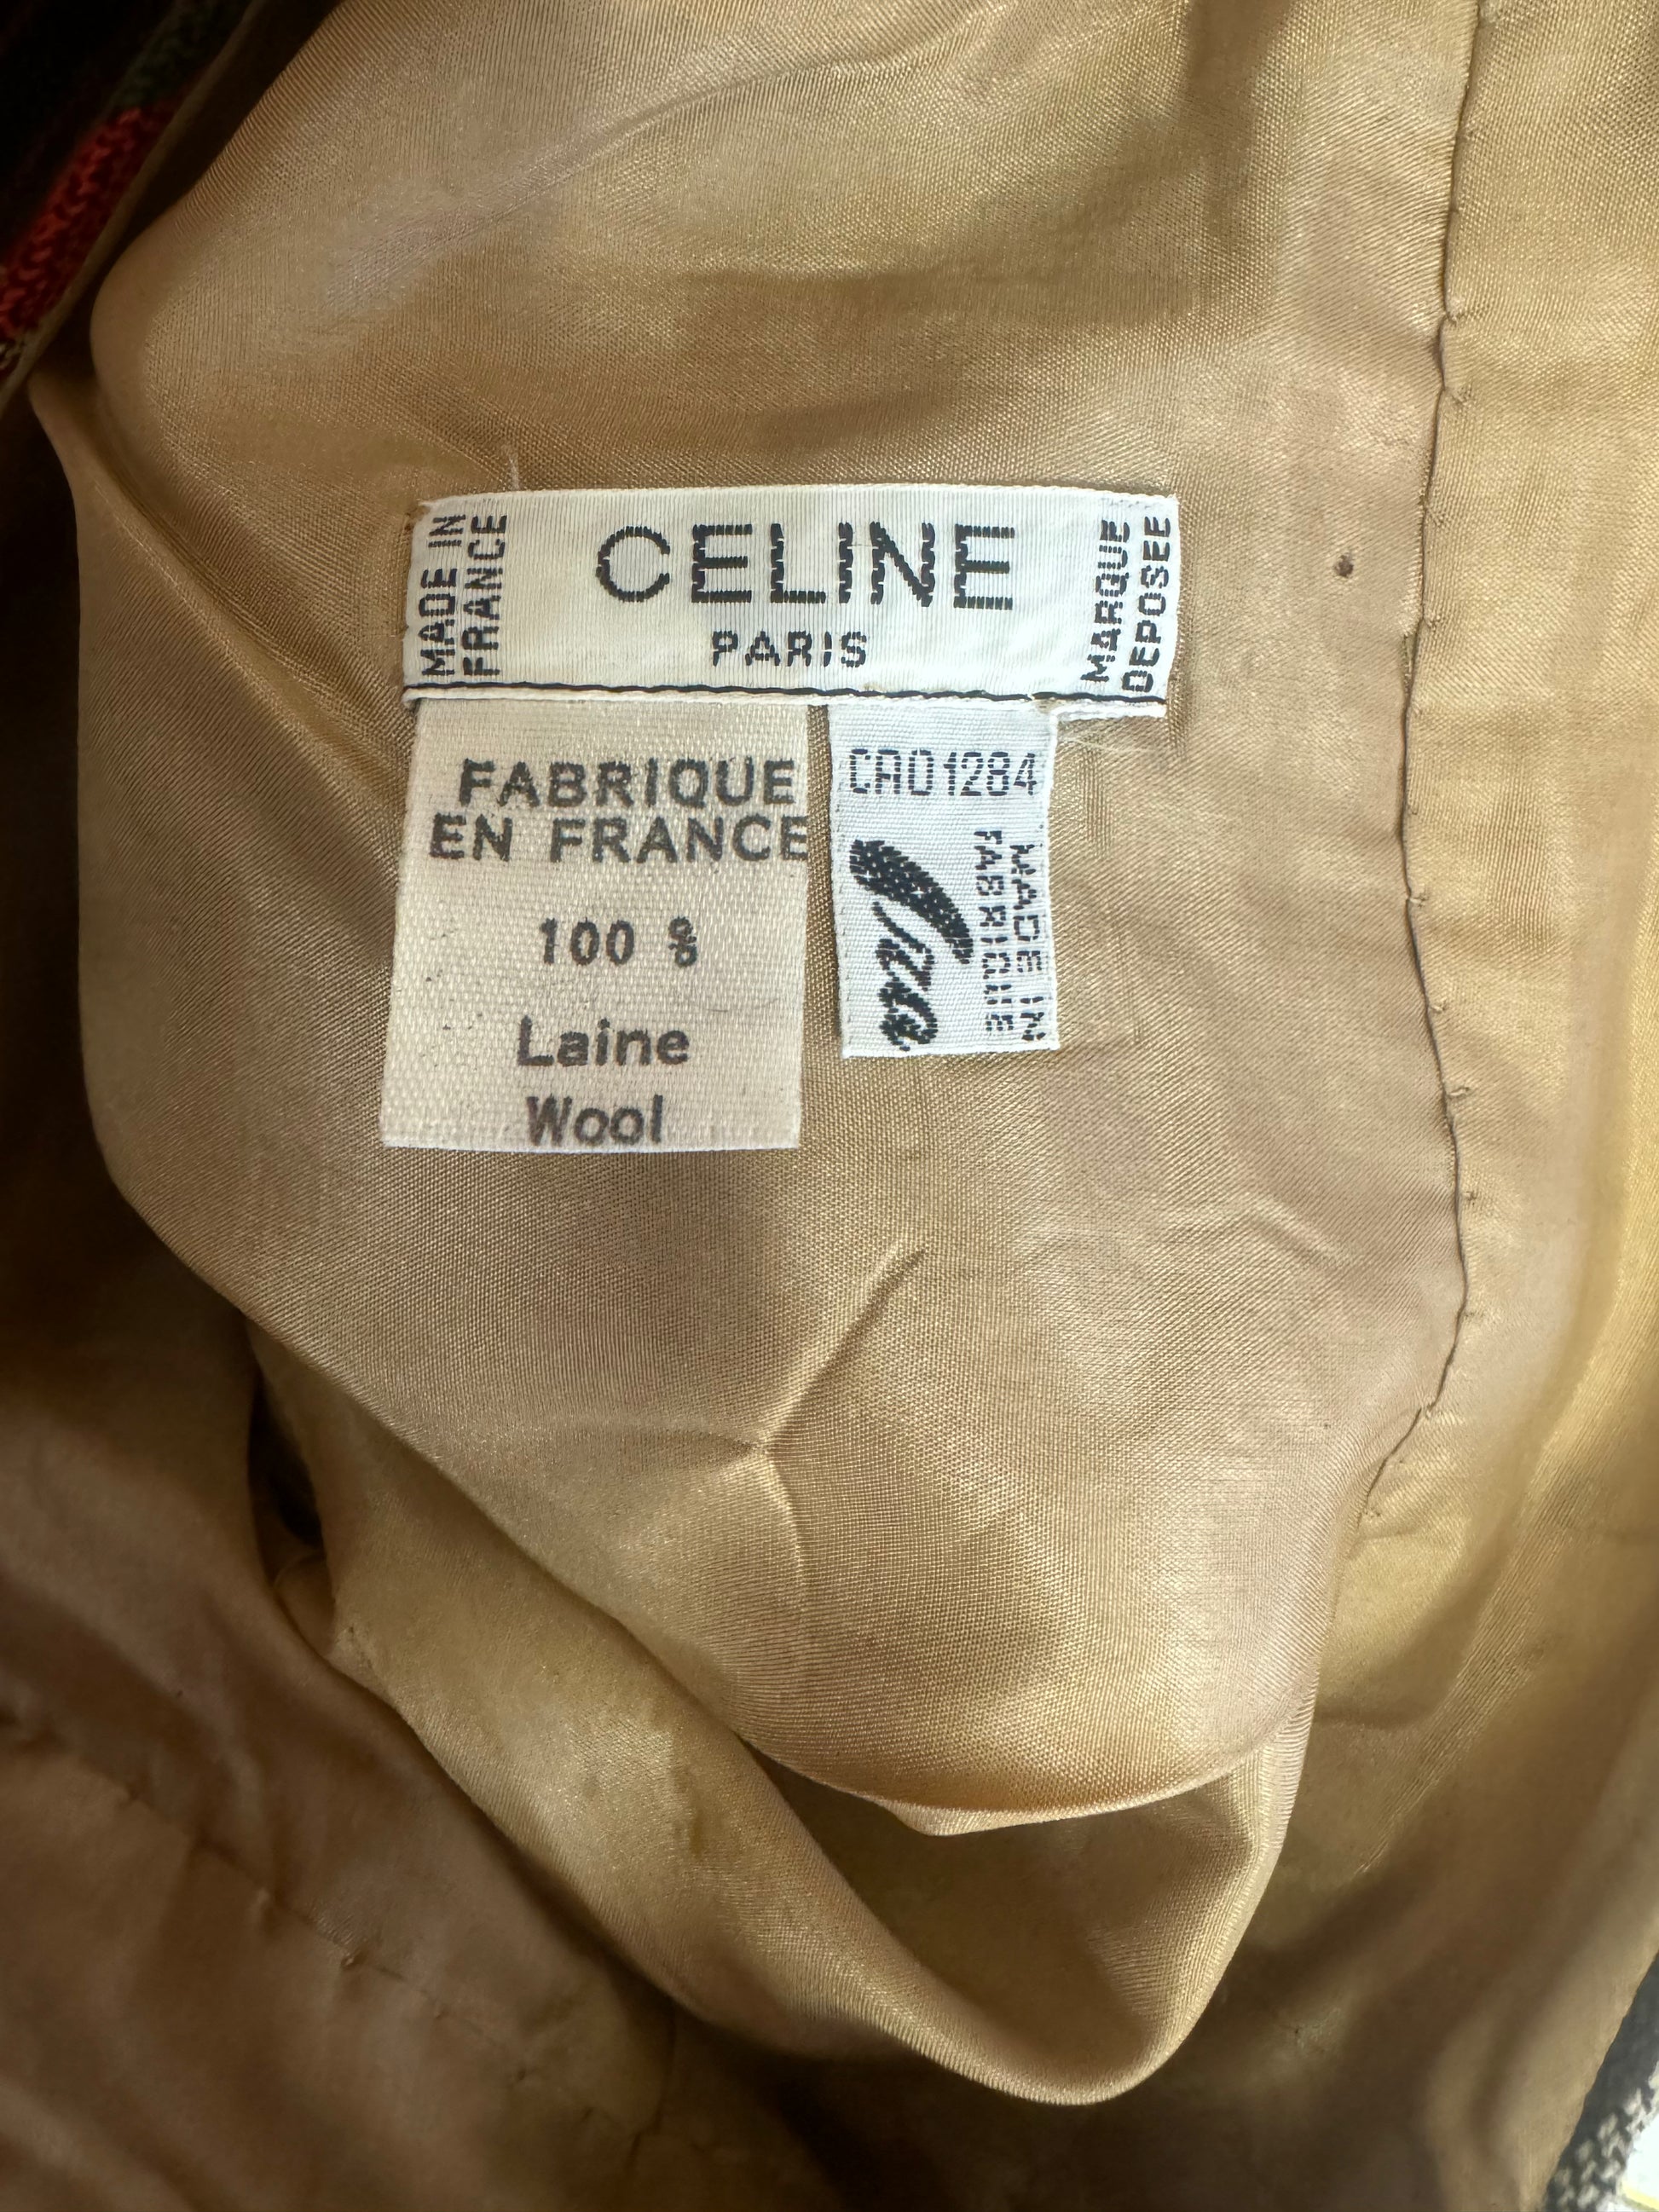 MADE IN
FRANCE
CELINE
PARIS
MARQUE
DEPOSEE
FABRIQUE
EN FRANCE
100 %
Laine
Wool
CA01284
MADE IN
FABRIQUE